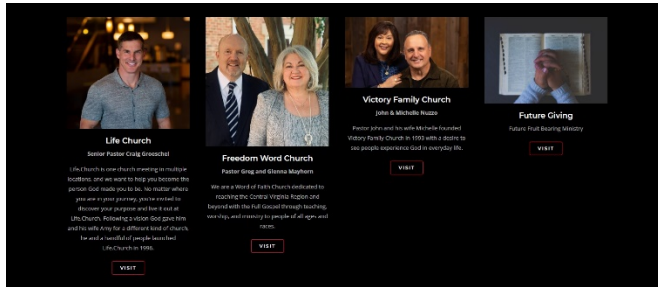 Life Church
Senior Pastor Craig Groeschel
Life.Church is one church meeting in multiple
locations, and we want to help you become the
person God made you to be. No matter where
you are in your journey, you're invited to
discover your purpose and live it out at
Life.Church. Following a vision God gave him
and his wife Amy for a different kind of church,
he and a handful of people launched
Life.Church in 1996.
VISIT
Freedom Word Church
Pastor Greg and Glenna Mayhorn
We are a Word of Faith Church dedicated to
reaching the Central Virginia Region and
beyond with the Full Gospel through teaching,
worship, and ministry to people of all ages and
races.
VISIT
Victory Family Church
John & Michelle Nuzzo
Pastor John and his wife Michelle founded
Victory Family Church in 1993 with a desire to
see people experience God in everyday life.
VISIT
Future Giving
Future Fruit Bearing Ministry
VISIT